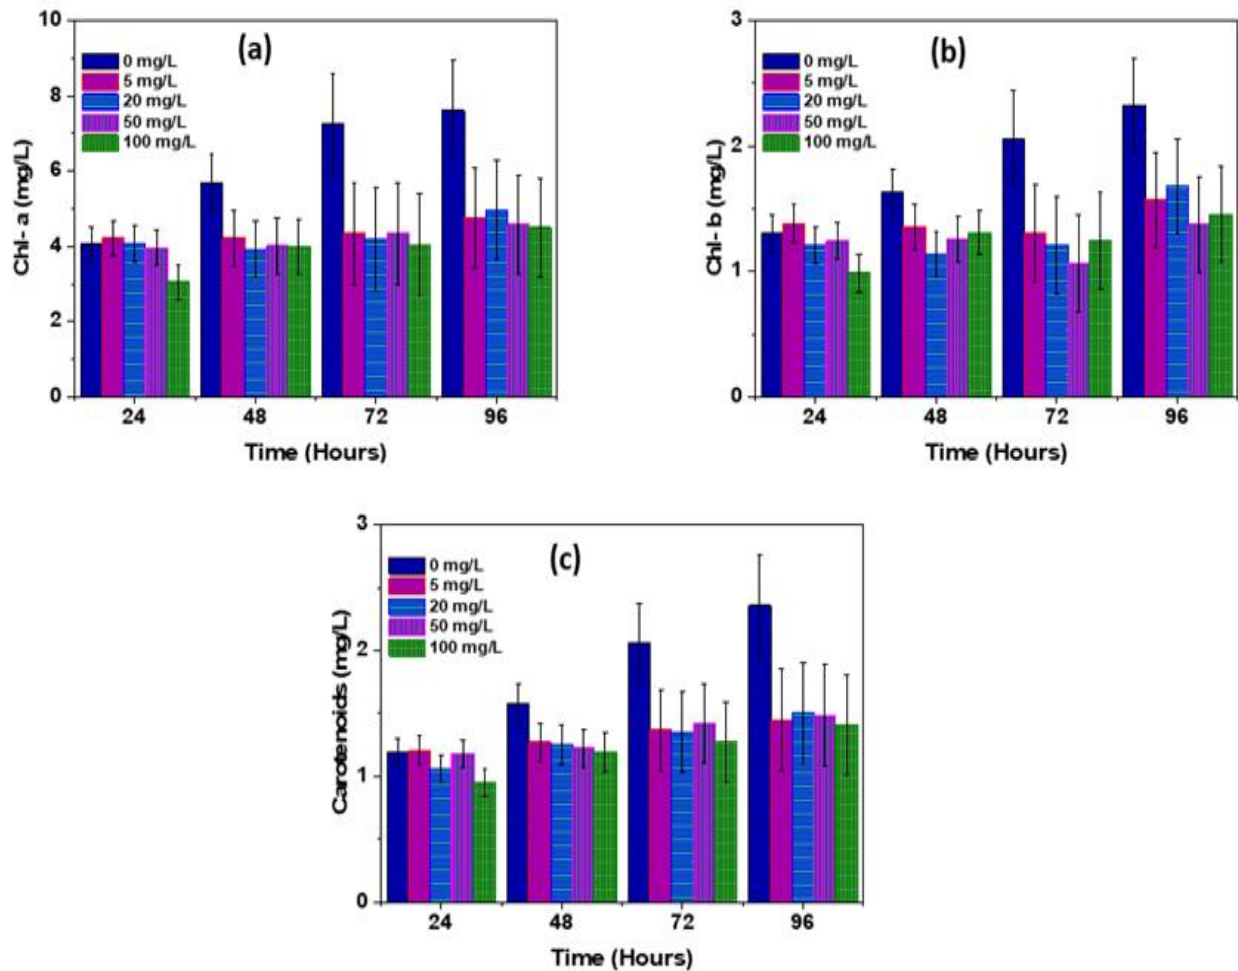 (a)
0 mg/L
5 mg/L
20 mg/L
50 mg/L
100 mg/L
Chl- a (mg/L)
10
8
6
4
2
0
24 48 72 96
Time (Hours)
(b)
0 mg/L
5 mg/L
20 mg/L
50 mg/L
100 mg/L
Chl- b (mg/L)
3
2
1
0
24 48 72 96
Time (Hours)
(c)
0 mg/L
5 mg/L
20 mg/L
50 mg/L
100 mg/L
Carotenoids (mg/L)
3
2
1
0
24 48 72 96
Time (Hours)